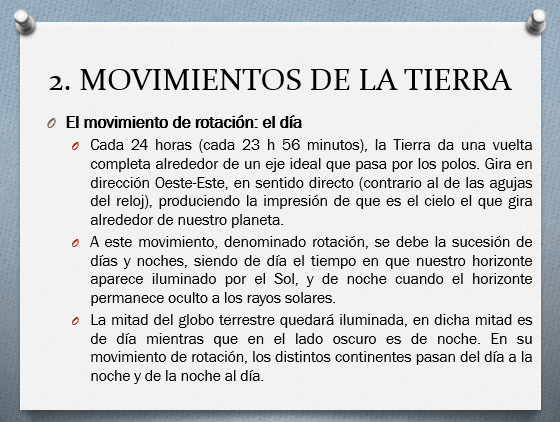 2. MOVIMIENTOS DE LA TIERRA
El movimiento de rotación: el día
Cada 24 horas (cada 23 h 56 minutos), la Tierra da una vuelta
completa alrededor de un eje ideal que pasa por los polos. Gira en
dirección Oeste-Este, en sentido directo (contrario al de las agujas
del reloj), produciendo la impresión de que es el cielo el que gira
alrededor de nuestro planeta.
A este movimiento, denominado rotación, se debe la sucesión de
días y noches, siendo de día el tiempo en que nuestro horizonte
aparece iluminado por el Sol, y de noche cuando el horizonte
permanece oculto a los rayos solares.
La mitad del globo terrestre quedará iluminada, en dicha mitad es
de día mientras que en el lado oscuro es de noche. En su
movimiento de rotación, los distintos continentes pasan del día a la
noche y de la noche al día.